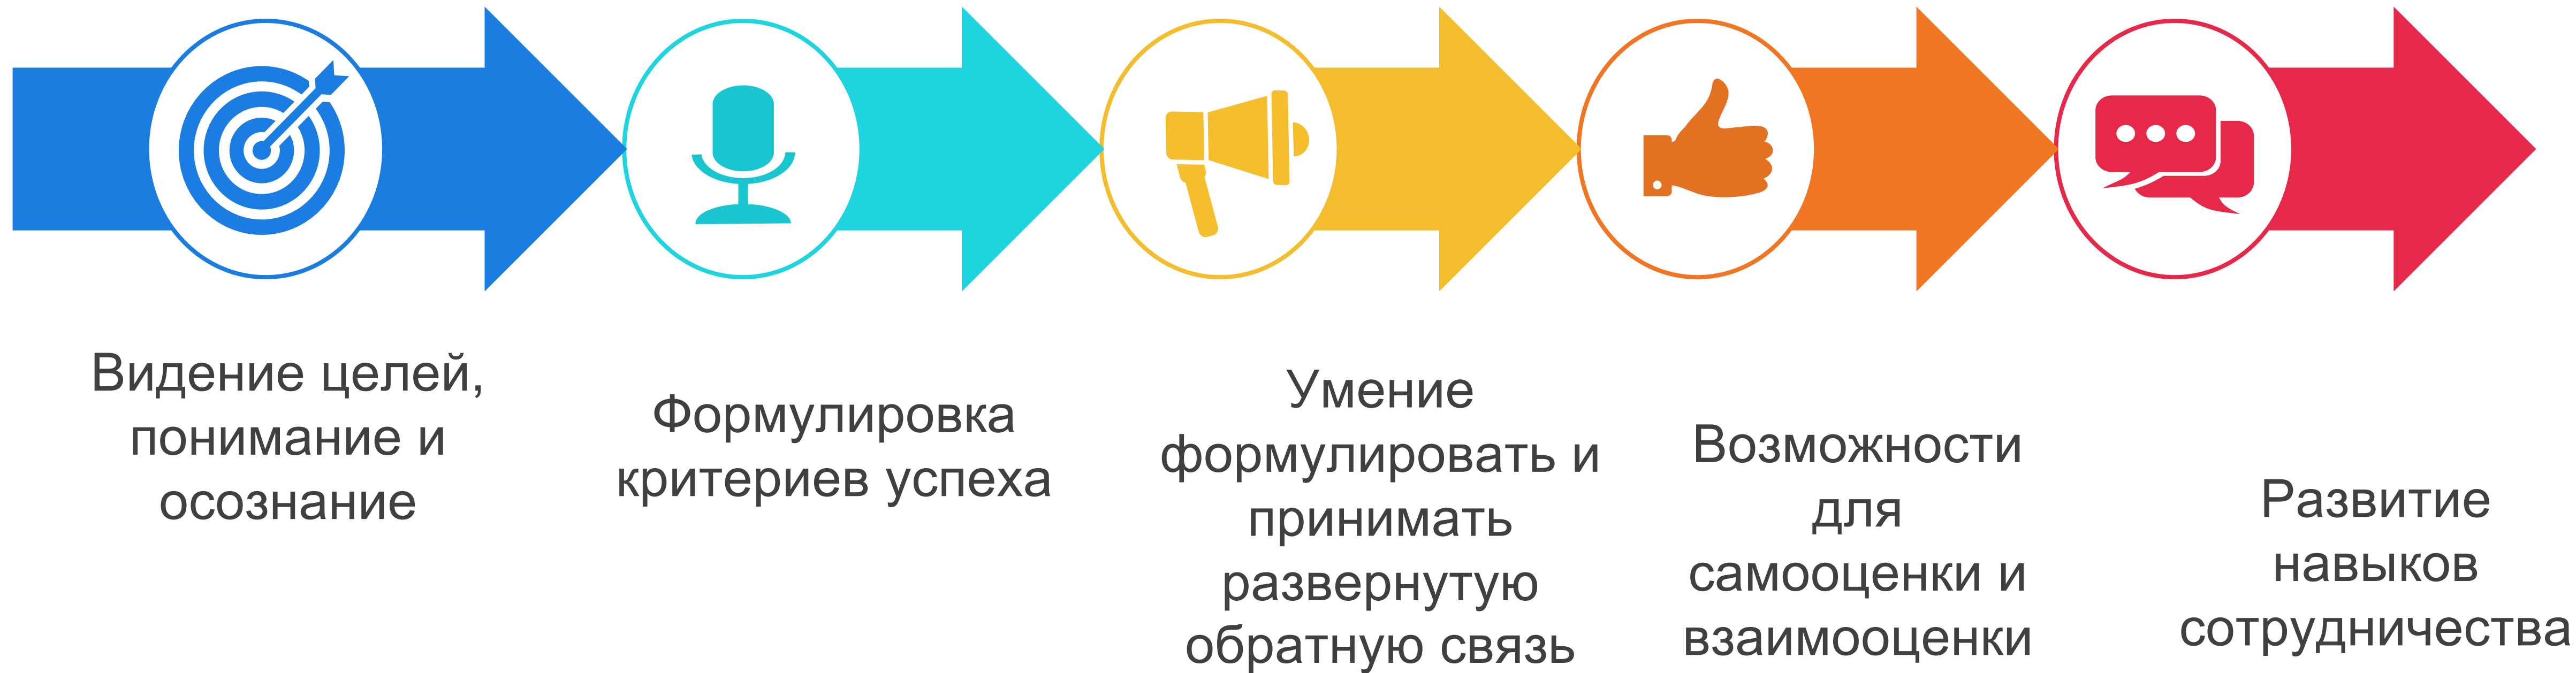 Видение целей,
понимание и
осознание
Формулировка
критериев успеха
Умение
формулировать и
принимать
развернутую
обратную связь
Возможности
для
самооценки и
взаимооценки
Развитие
навыков
сотрудничества